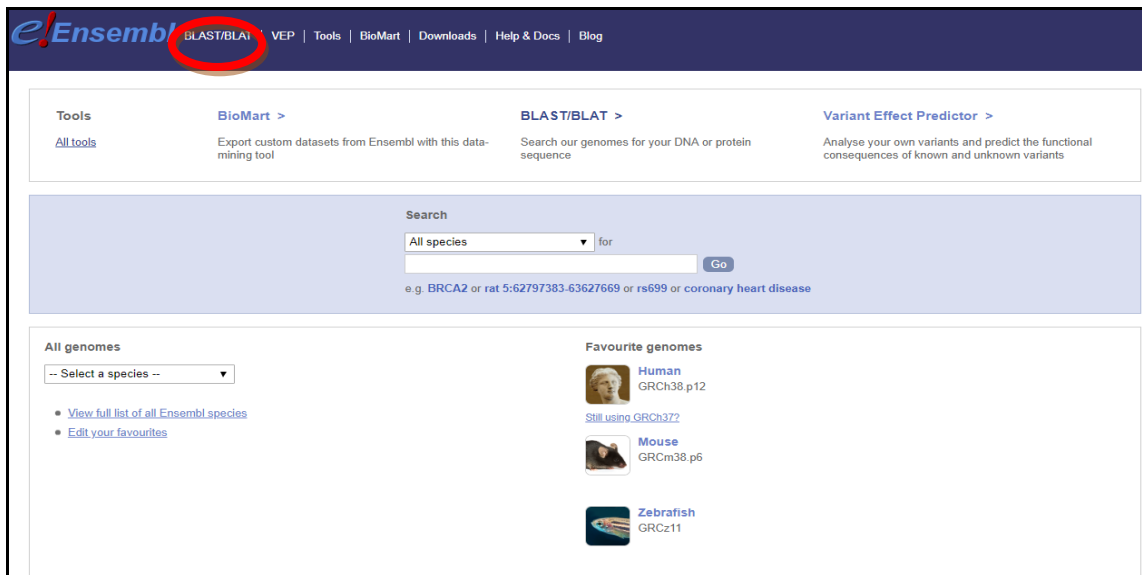 e!Ensembl BLAST/BLAT | VEP | Tools | BioMart | Downloads | Help & Docs | Blog
Tools
All tools
BioMart >
Export custom datasets from Ensembl with this data-
mining tool
BLAST/BLAT >
Search our genomes for your DNA or protein
sequence
Variant Effect Predictor >
Analyse your own variants and predict the functional
consequences of known and unknown variants
Search
All species ▼ for
Go
e.g. BRCA2 or rat 5:62797383-63627669 or rs699 or coronary heart disease
All genomes
-- Select a species -- ▼
View full list of all Ensembl species
Edit your favourites
Favourite genomes
Human
GRCh38.p12
Still using GRCh37?
Mouse
GRCm38.p6
Zebrafish
GRCz11